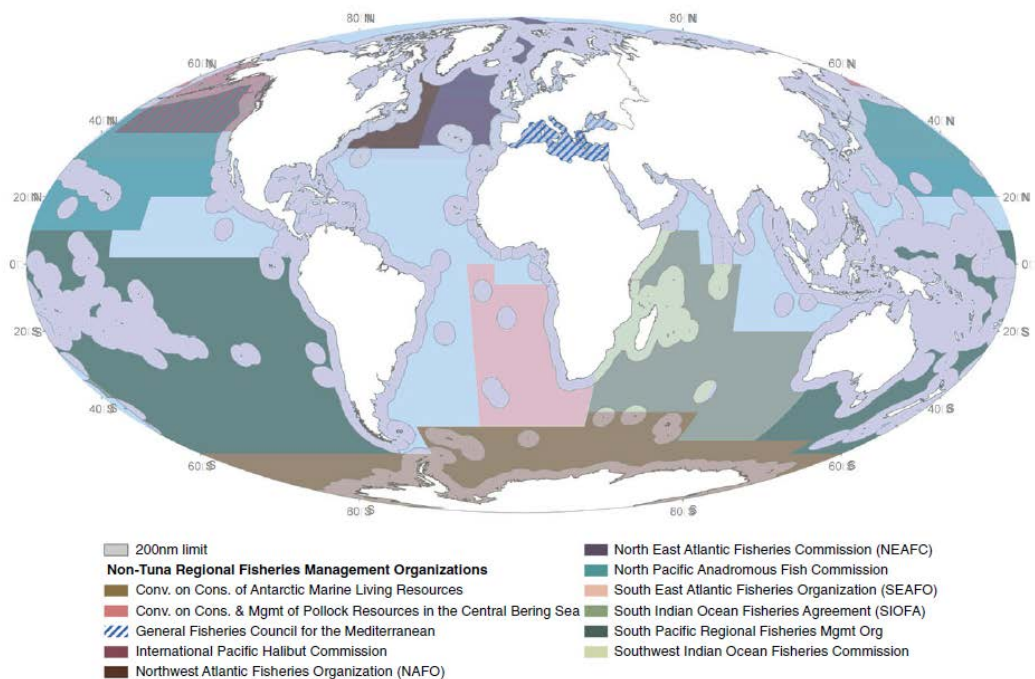 80 N
80 N
60 N
60 N
40 N
40 N
20 N
20 N
0
0
20 S
20 S
40 S
40 S
60 S
60 S
80 S
80 S
200nm limit
Non-Tuna Regional Fisheries Management Organizations
Conv. on Cons. of Antarctic Marine Living Resources
Conv. on Cons. & Mgmt of Pollock Resources in the Central Bering Sea
General Fisheries Council for the Mediterranean
International Pacific Halibut Commission
Northwest Atlantic Fisheries Organization (NAFO)
North East Atlantic Fisheries Commission (NEAFC)
North Pacific Anadromous Fish Commission
South East Atlantic Fisheries Organization (SEAFO)
South Indian Ocean Fisheries Agreement (SIOFA)
South Pacific Regional Fisheries Mgmt Org
Southwest Indian Ocean Fisheries Commission